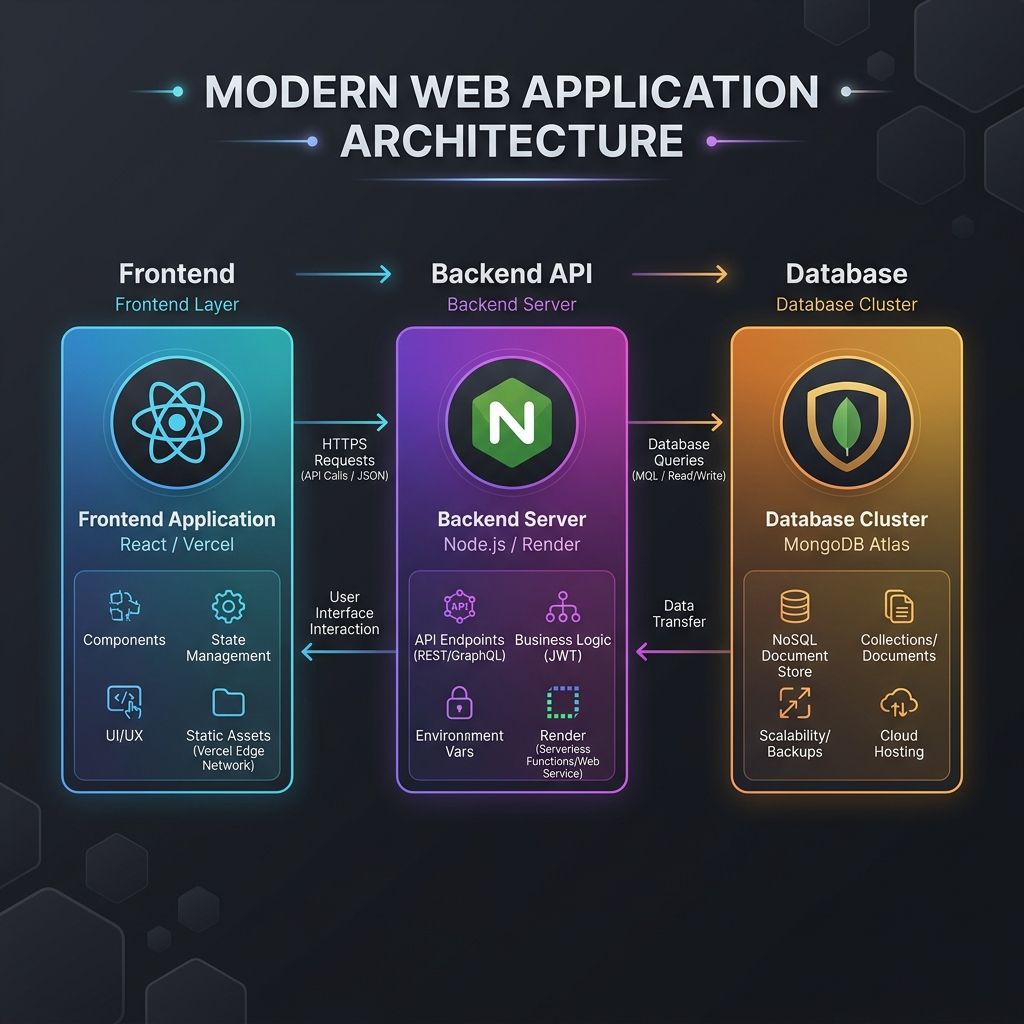 MODERN WEB APPLICATION
ARCHITECTURE
Frontend
Frontend Layer
Backend API
Backend Server
Database
Database Cluster
Frontend Application
React / Vercel
Components
State
Management
UI/UX
Static Assets
(Vercel Edge
Network)
HTTPS
Requests
(API Calls / JSON)
User
Interface
Interaction
N
Backend Server
Node.js / Render
API
API Endpoints
(REST/GraphQL)
Business Logic
(JWT)
Environnment
Vars
Render
(Serverless
Functions/Web
Service)
Database
Queries
(MQL / Read/Write)
Data
Transfer
Database Cluster
MongoDB Atlas
NoSQL
Document
Store
Collections/
Documents
Scalability/
Backups
Cloud
Hosting